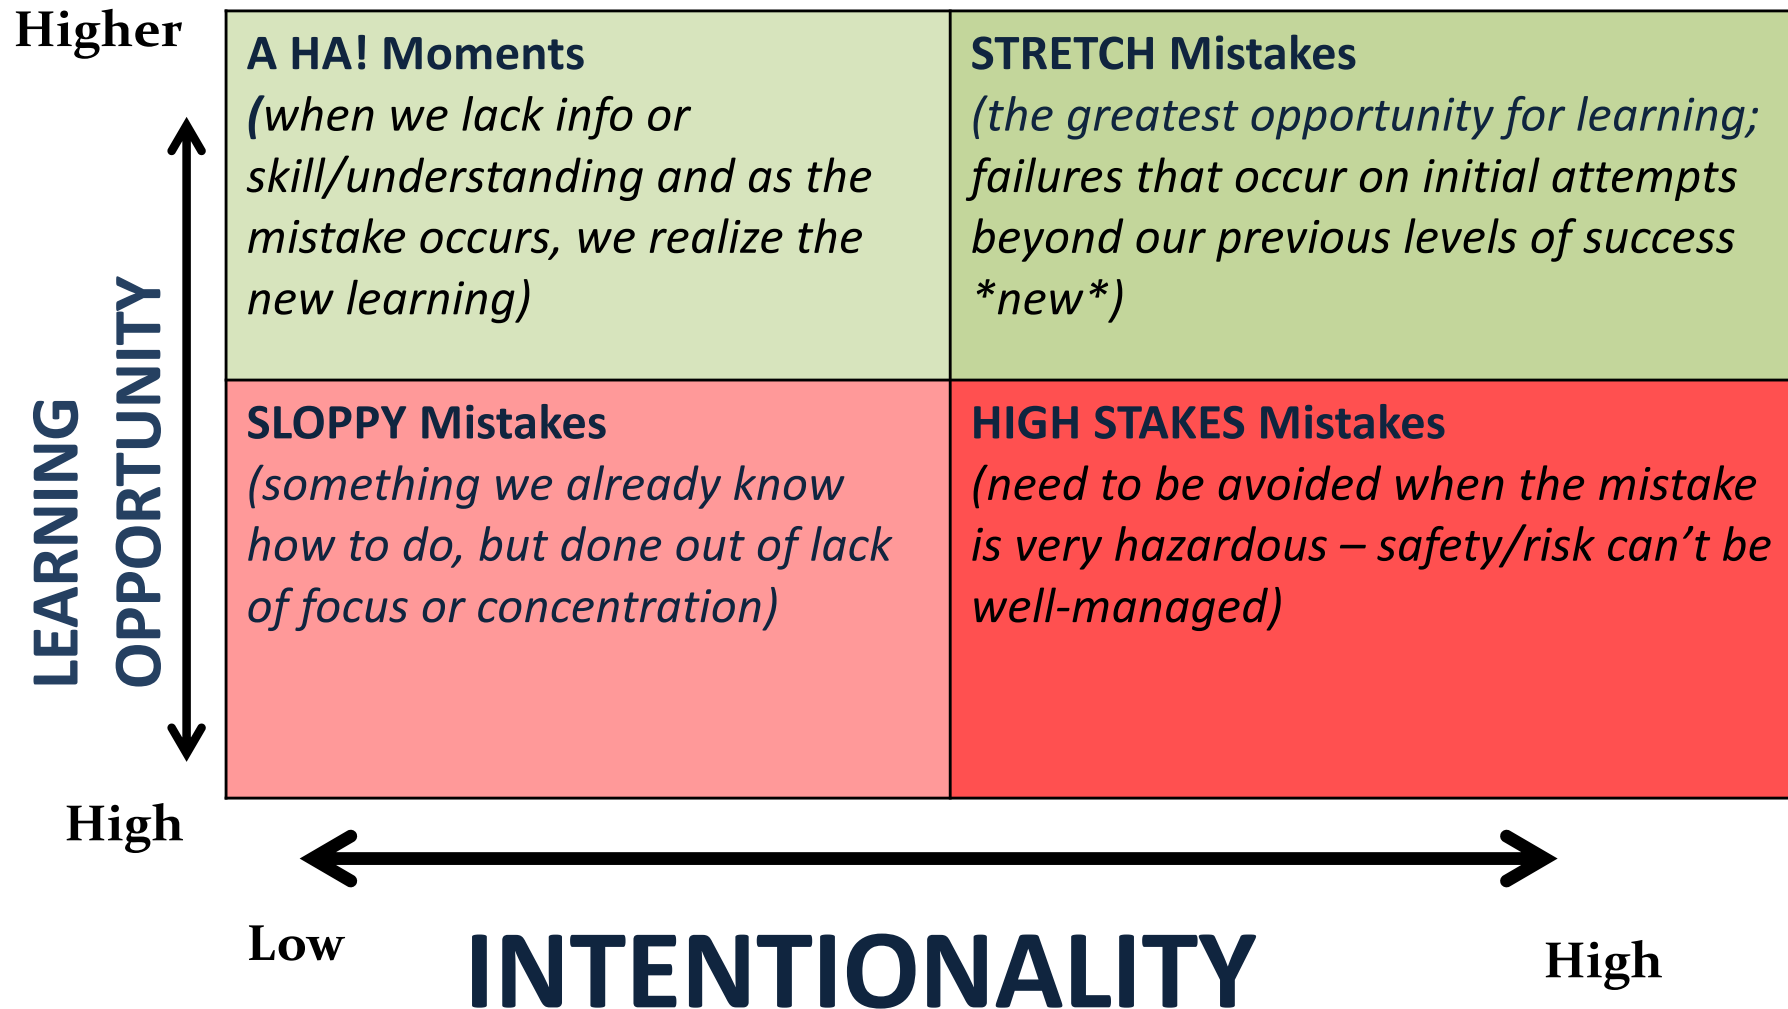 Higher
A HA! Moments
(when we lack info or
skill/understanding and as the
mistake occurs, we realize the
new learning)
STRETCH Mistakes
(the greatest opportunity for learning;
failures that occur on initial attempts
beyond our previous levels of success
*new*)
LEARNING
OPPORTUNITY
SLOPPY Mistakes
(something we already know
how to do, but done out of lack
of focus or concentration)
HIGH STAKES Mistakes
(need to be avoided when the mistake
is very hazardous – safety/risk can’t be
well-managed)
High
Low
INTENTIONALITY
High